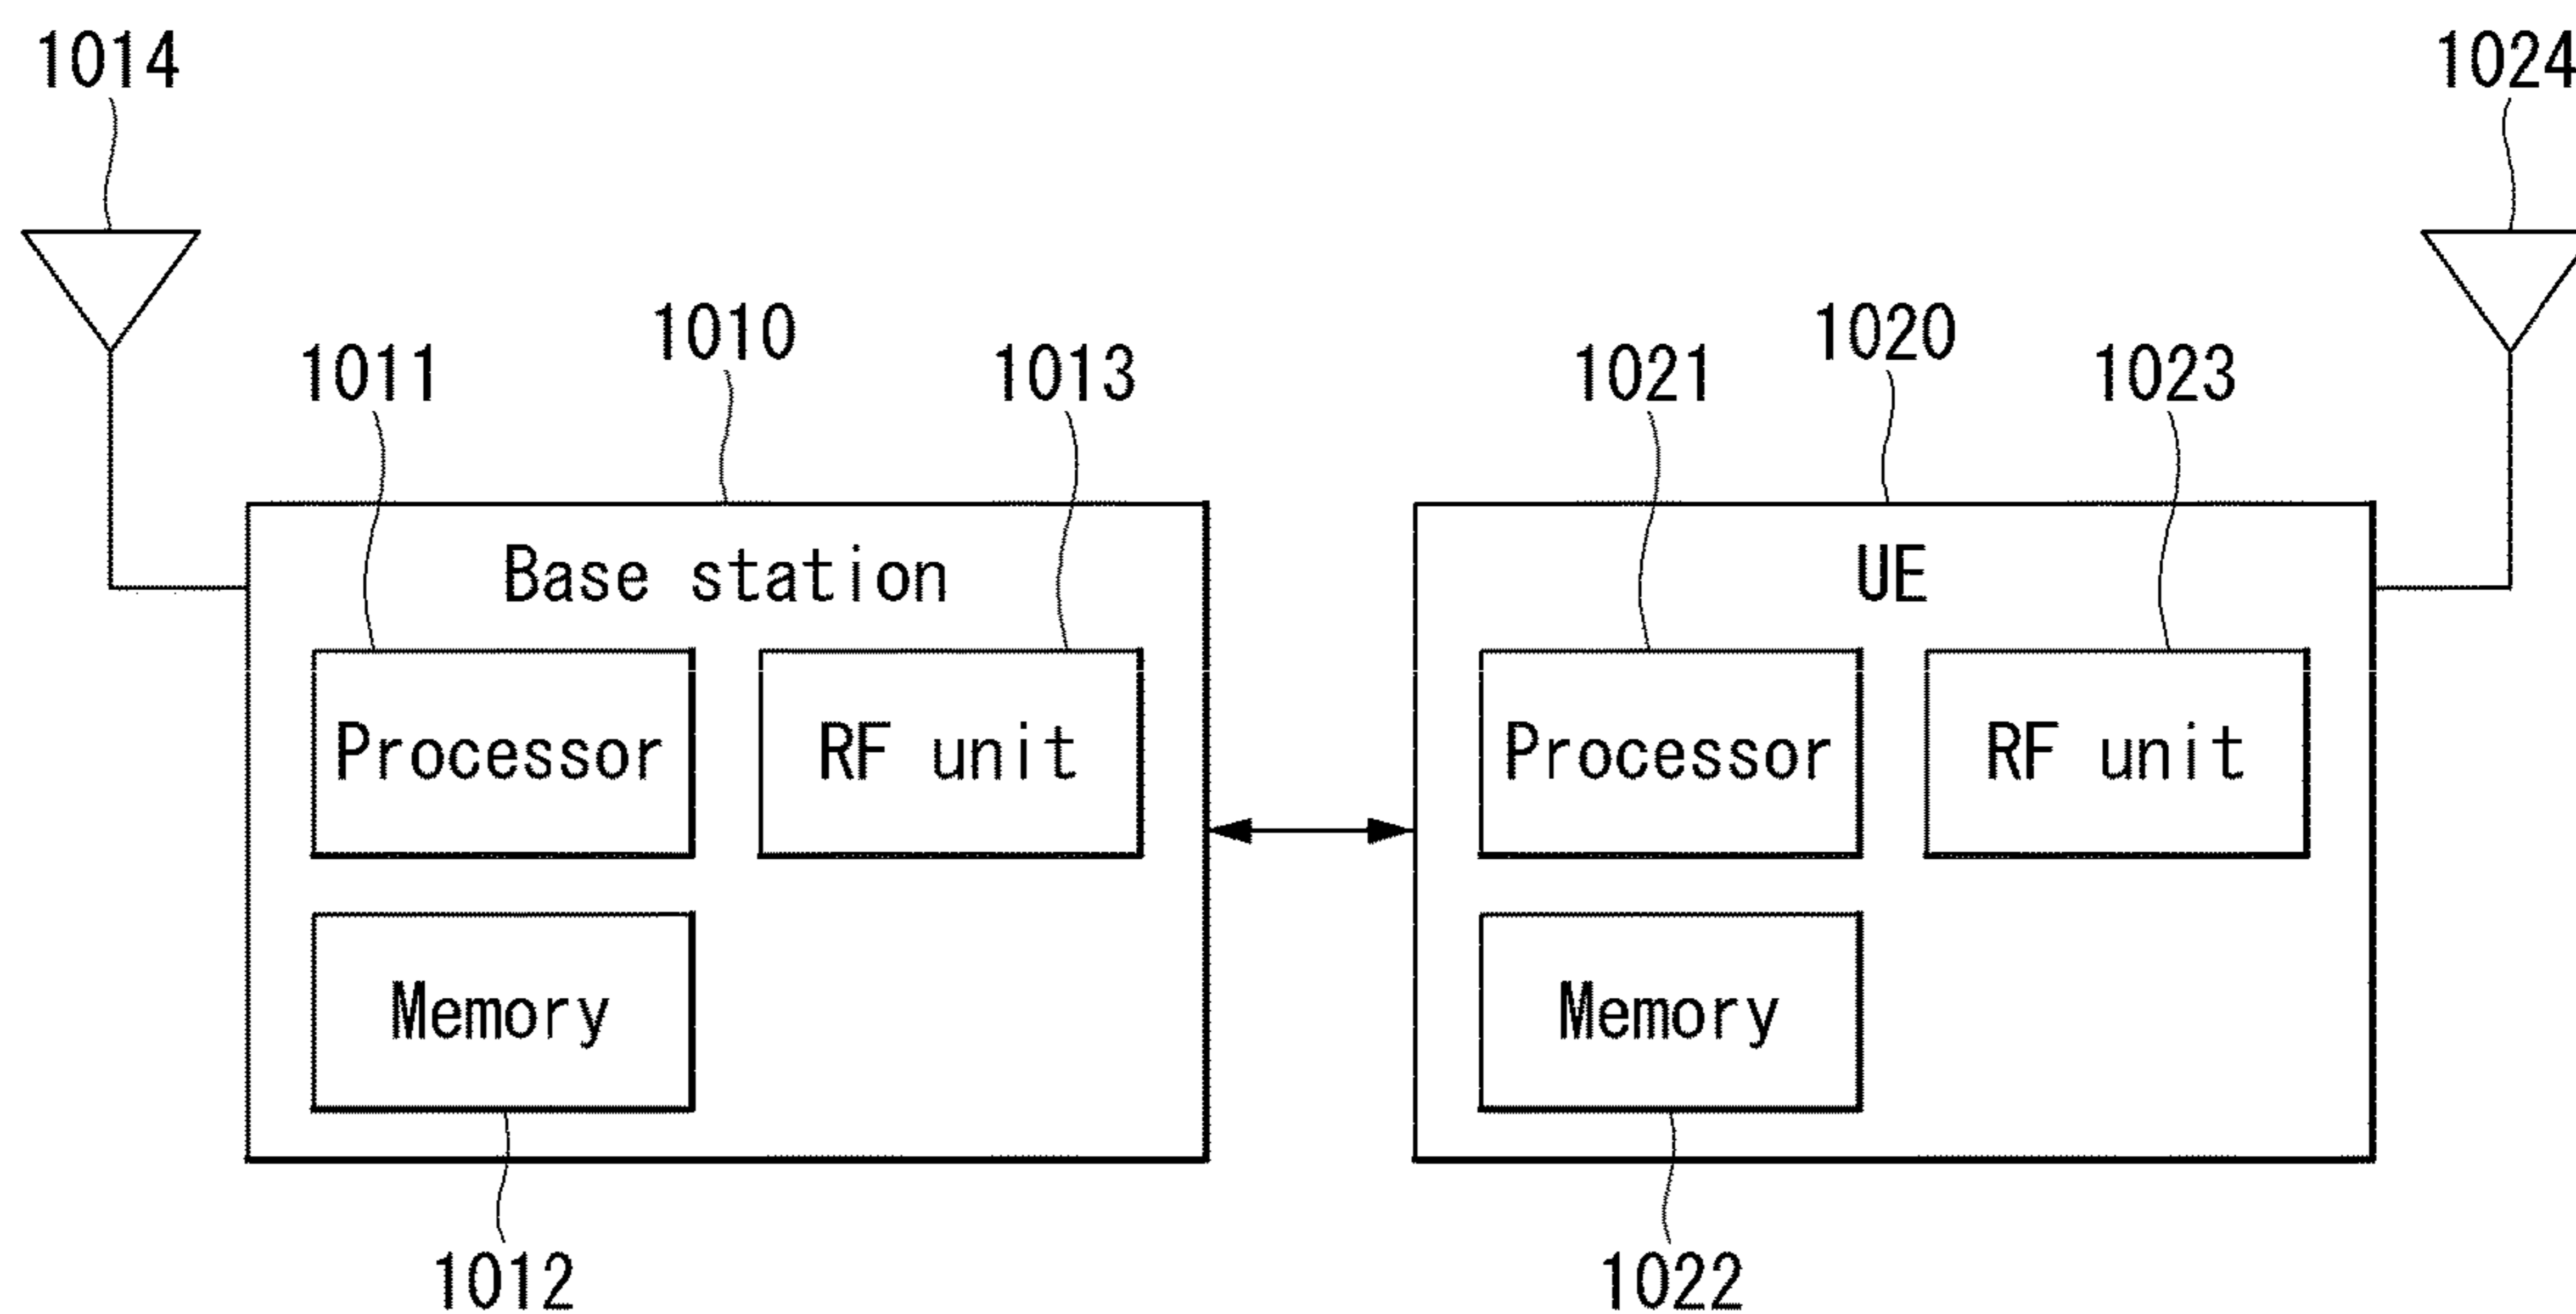 1014
1024
1010
1020
1011
1013
1021
1023
Base station
UE
Processor
RF unit
Processor
RF unit
Memory
Memory
1012
1022